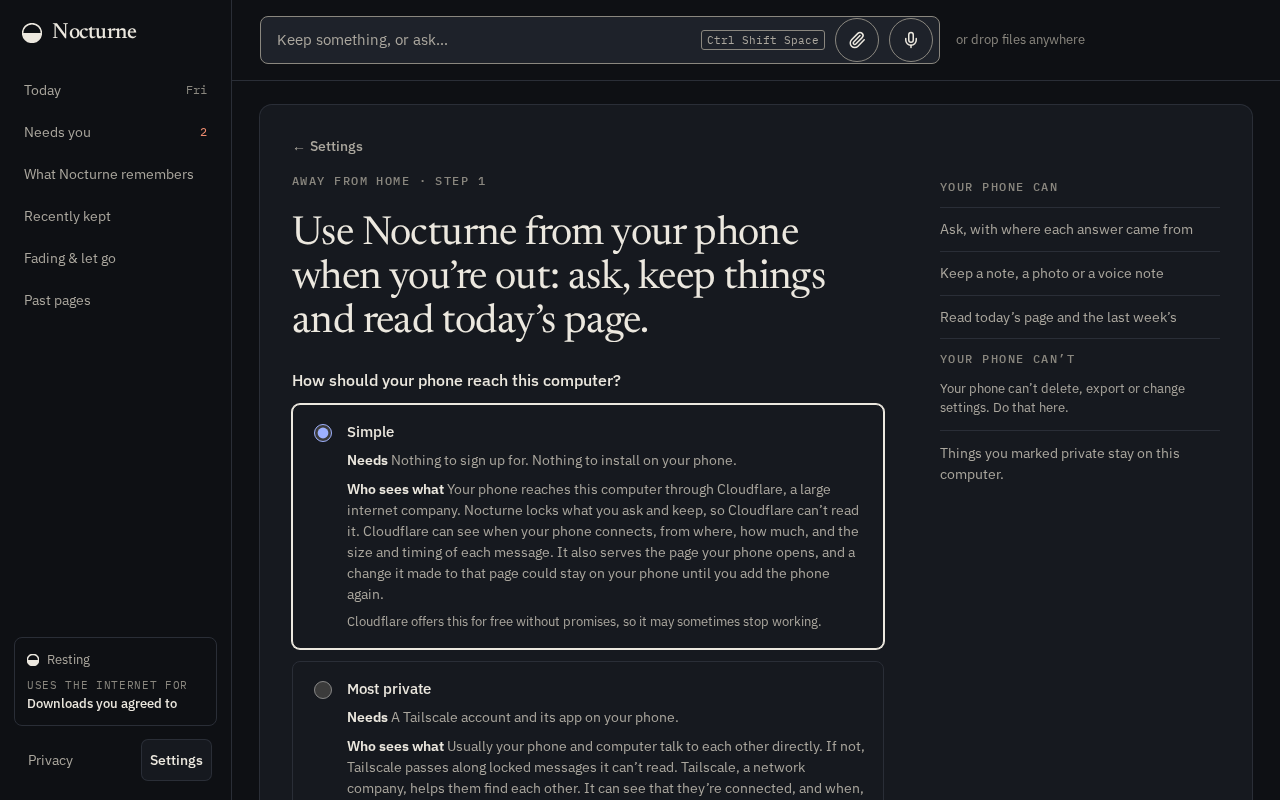 Nocturne
Today Fri
Needs you 2
What Nocturne remembers
Recently kept
Fading & let go
Past pages
Resting
USES THE INTERNET FOR
Downloads you agreed to
Privacy Settings
Keep something, or ask... Ctrl Shift Space or drop files anywhere
← Settings
AWAY FROM HOME · STEP 1
Use Nocturne from your phone
when you’re out: ask, keep things
and read today’s page.
How should your phone reach this computer?
Simple
Needs Nothing to sign up for. Nothing to install on your phone.
Who sees what Your phone reaches this computer through Cloudflare, a large
internet company. Nocturne locks what you ask and keep, so Cloudflare can’t read
it. Cloudflare can see when your phone connects, from where, how much, and the
size and timing of each message. It also serves the page your phone opens, and a
change it made to that page could stay on your phone until you add the phone
again.
Cloudflare offers this for free without promises, so it may sometimes stop working.
Most private
Needs A Tailscale account and its app on your phone.
Who sees what Usually your phone and computer talk to each other directly. If not,
Tailscale passes along locked messages it can’t read. Tailscale, a network
company, helps them find each other. It can see that they’re connected, and when,
YOUR PHONE CAN
Ask, with where each answer came from
Keep a note, a photo or a voice note
Read today’s page and the last week’s
YOUR PHONE CAN’T
Your phone can’t delete, export or change
settings. Do that here.
Things you marked private stay on this
computer.